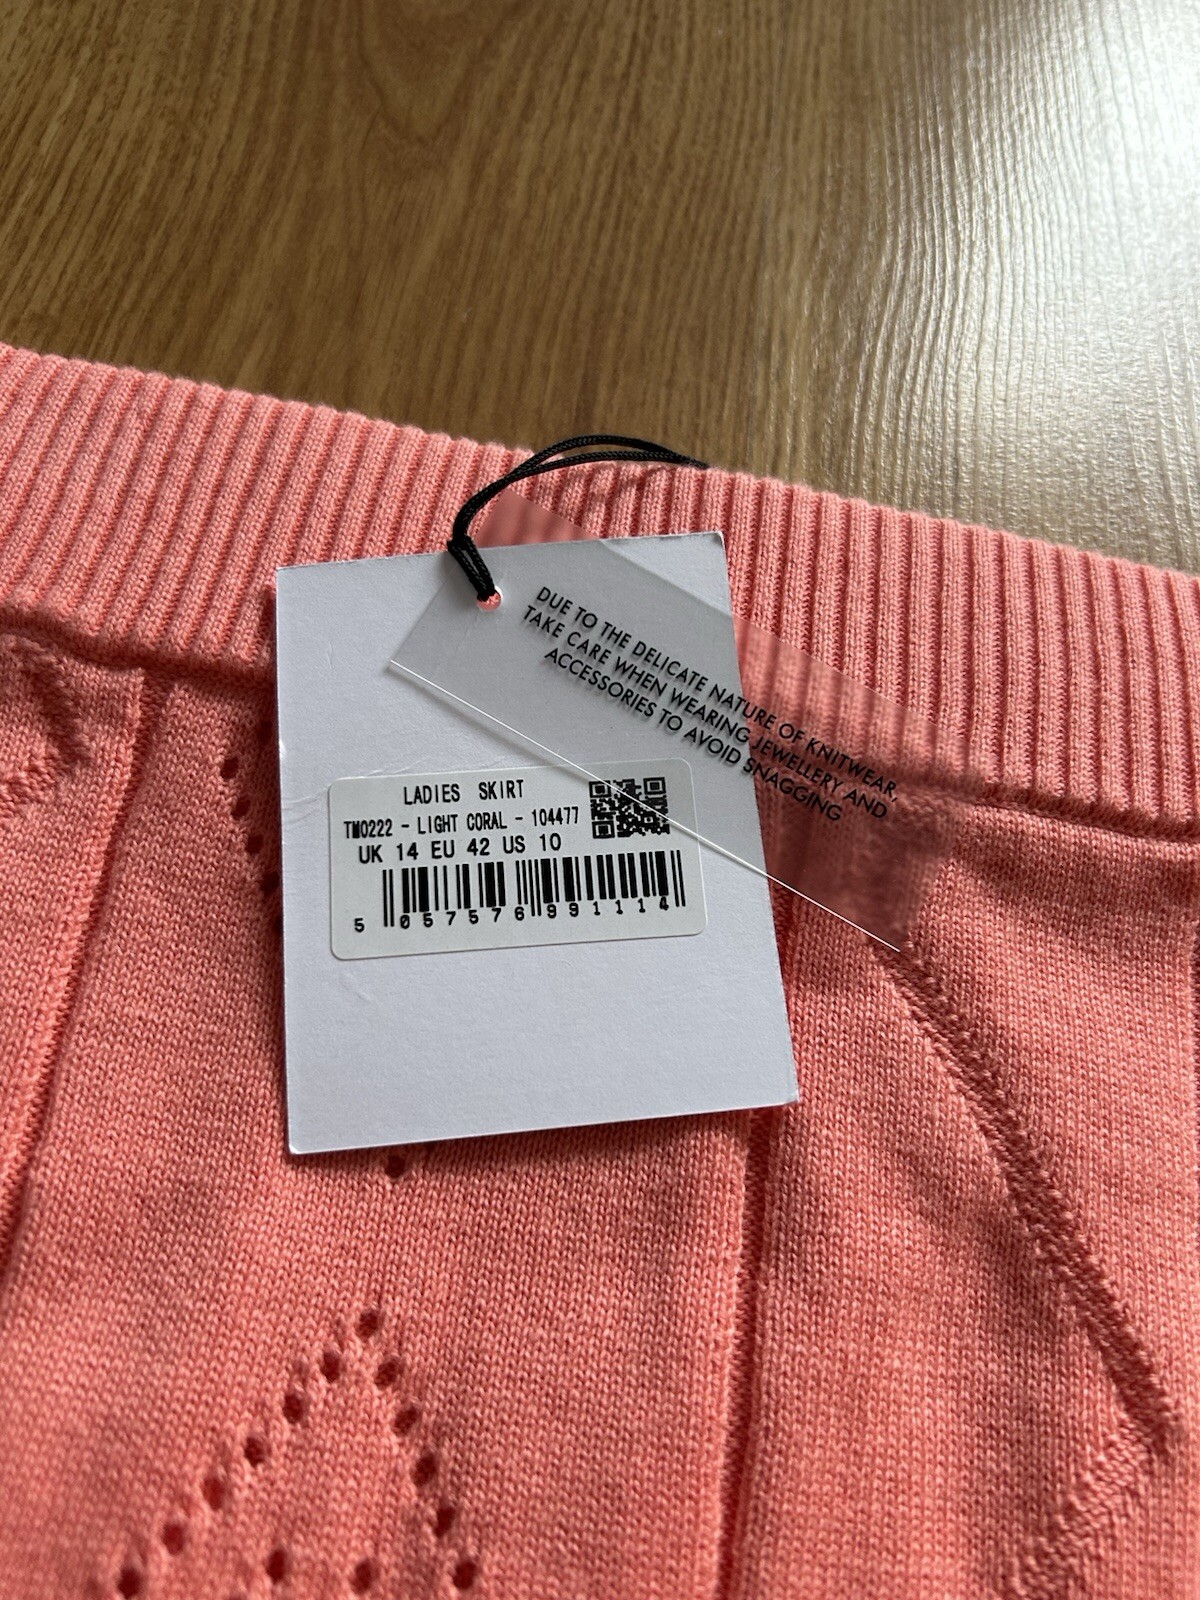 DUE TO THE DELICATE NATURE OF KNITWEAR,
TAKE CARE WHEN WEARING JEWELLERY AND
ACCESSORIES TO AVOID SNAGGING
LADIES SKIRT
TM0222 - LIGHT CORAL - 104477
UK 14 EU 42 US 10
5 057576 991114